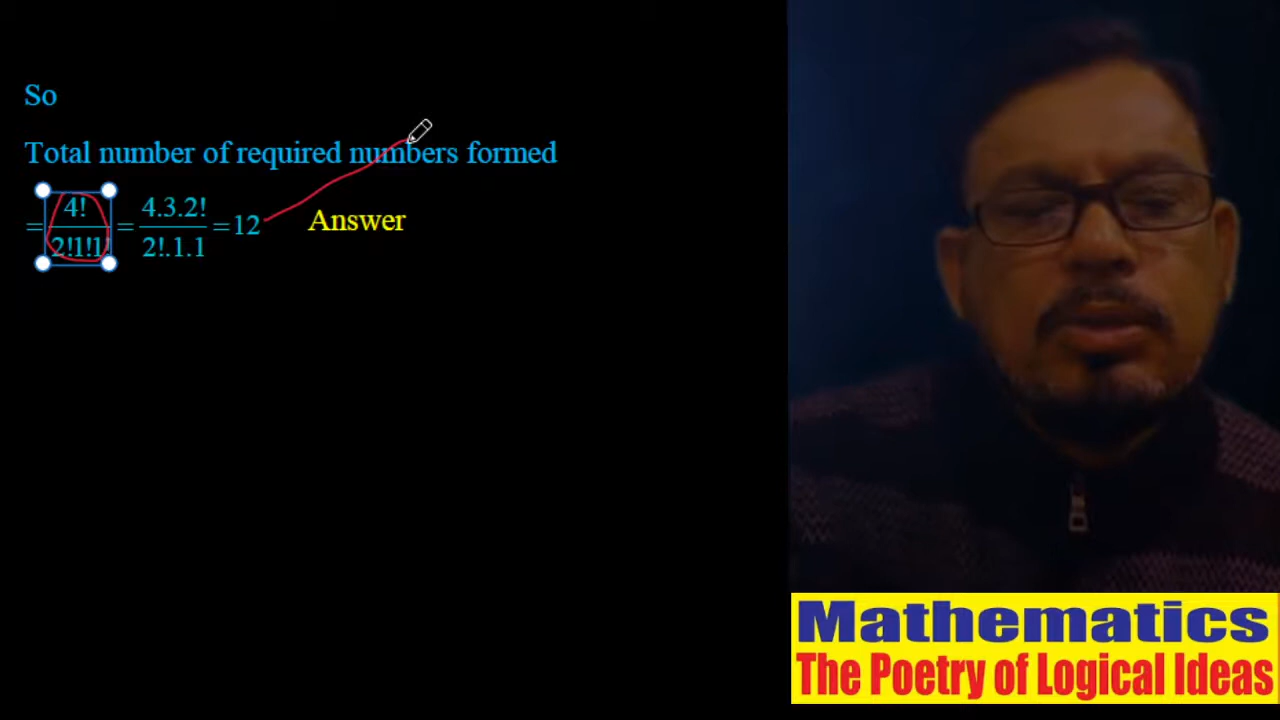 So
Total number of required numbers formed
= 4! / 2!1!1! = 4.3.2! / 2!.1.1 = 12 Answer
Mathematics
The Poetry of Logical Ideas